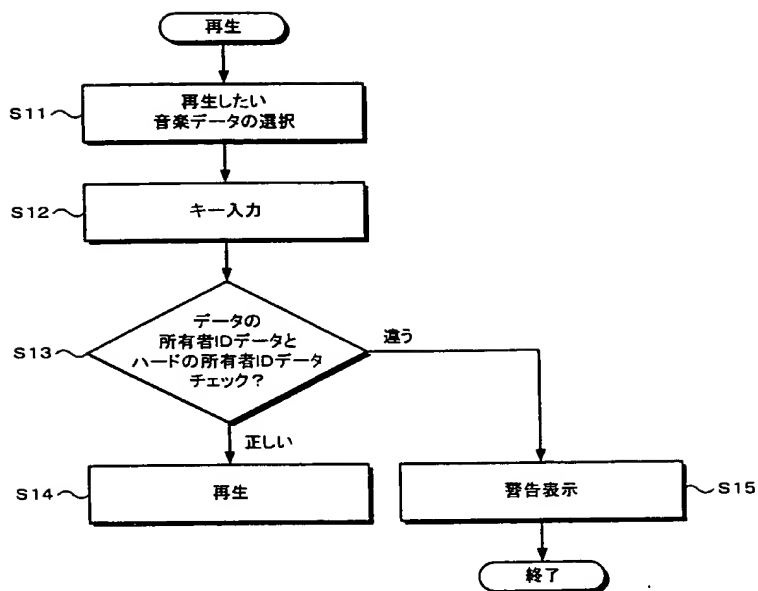 再生
S11
再生したい
音楽データの選択
S12
キー入力
S13
データの
所有者IDデータと
ハードの所有者IDデータ
チェック?
違う
正しい
S14
再生
警告表示
S15
終了